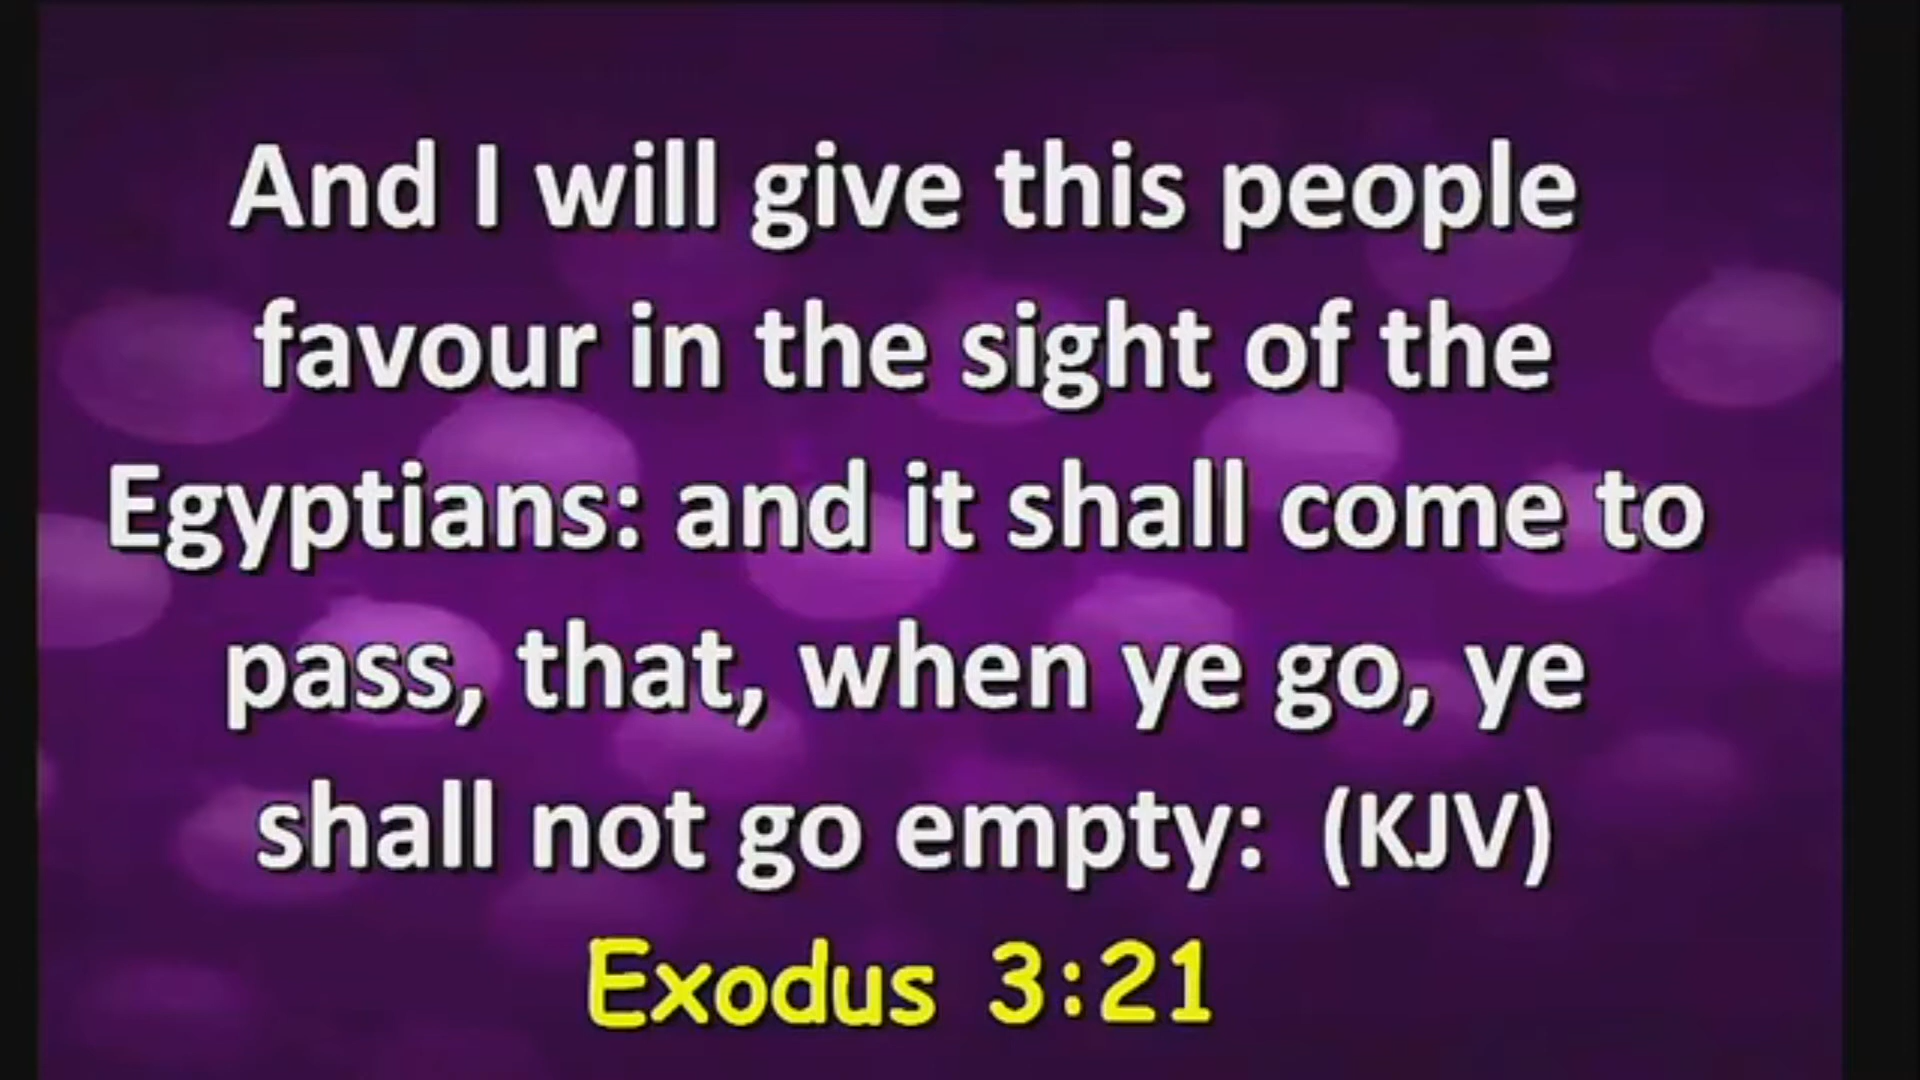 And I will give this people
favour in the sight of the
Egyptians: and it shall come to
pass, that, when ye go, ye
shall not go empty: (KJV)
Exodus 3:21